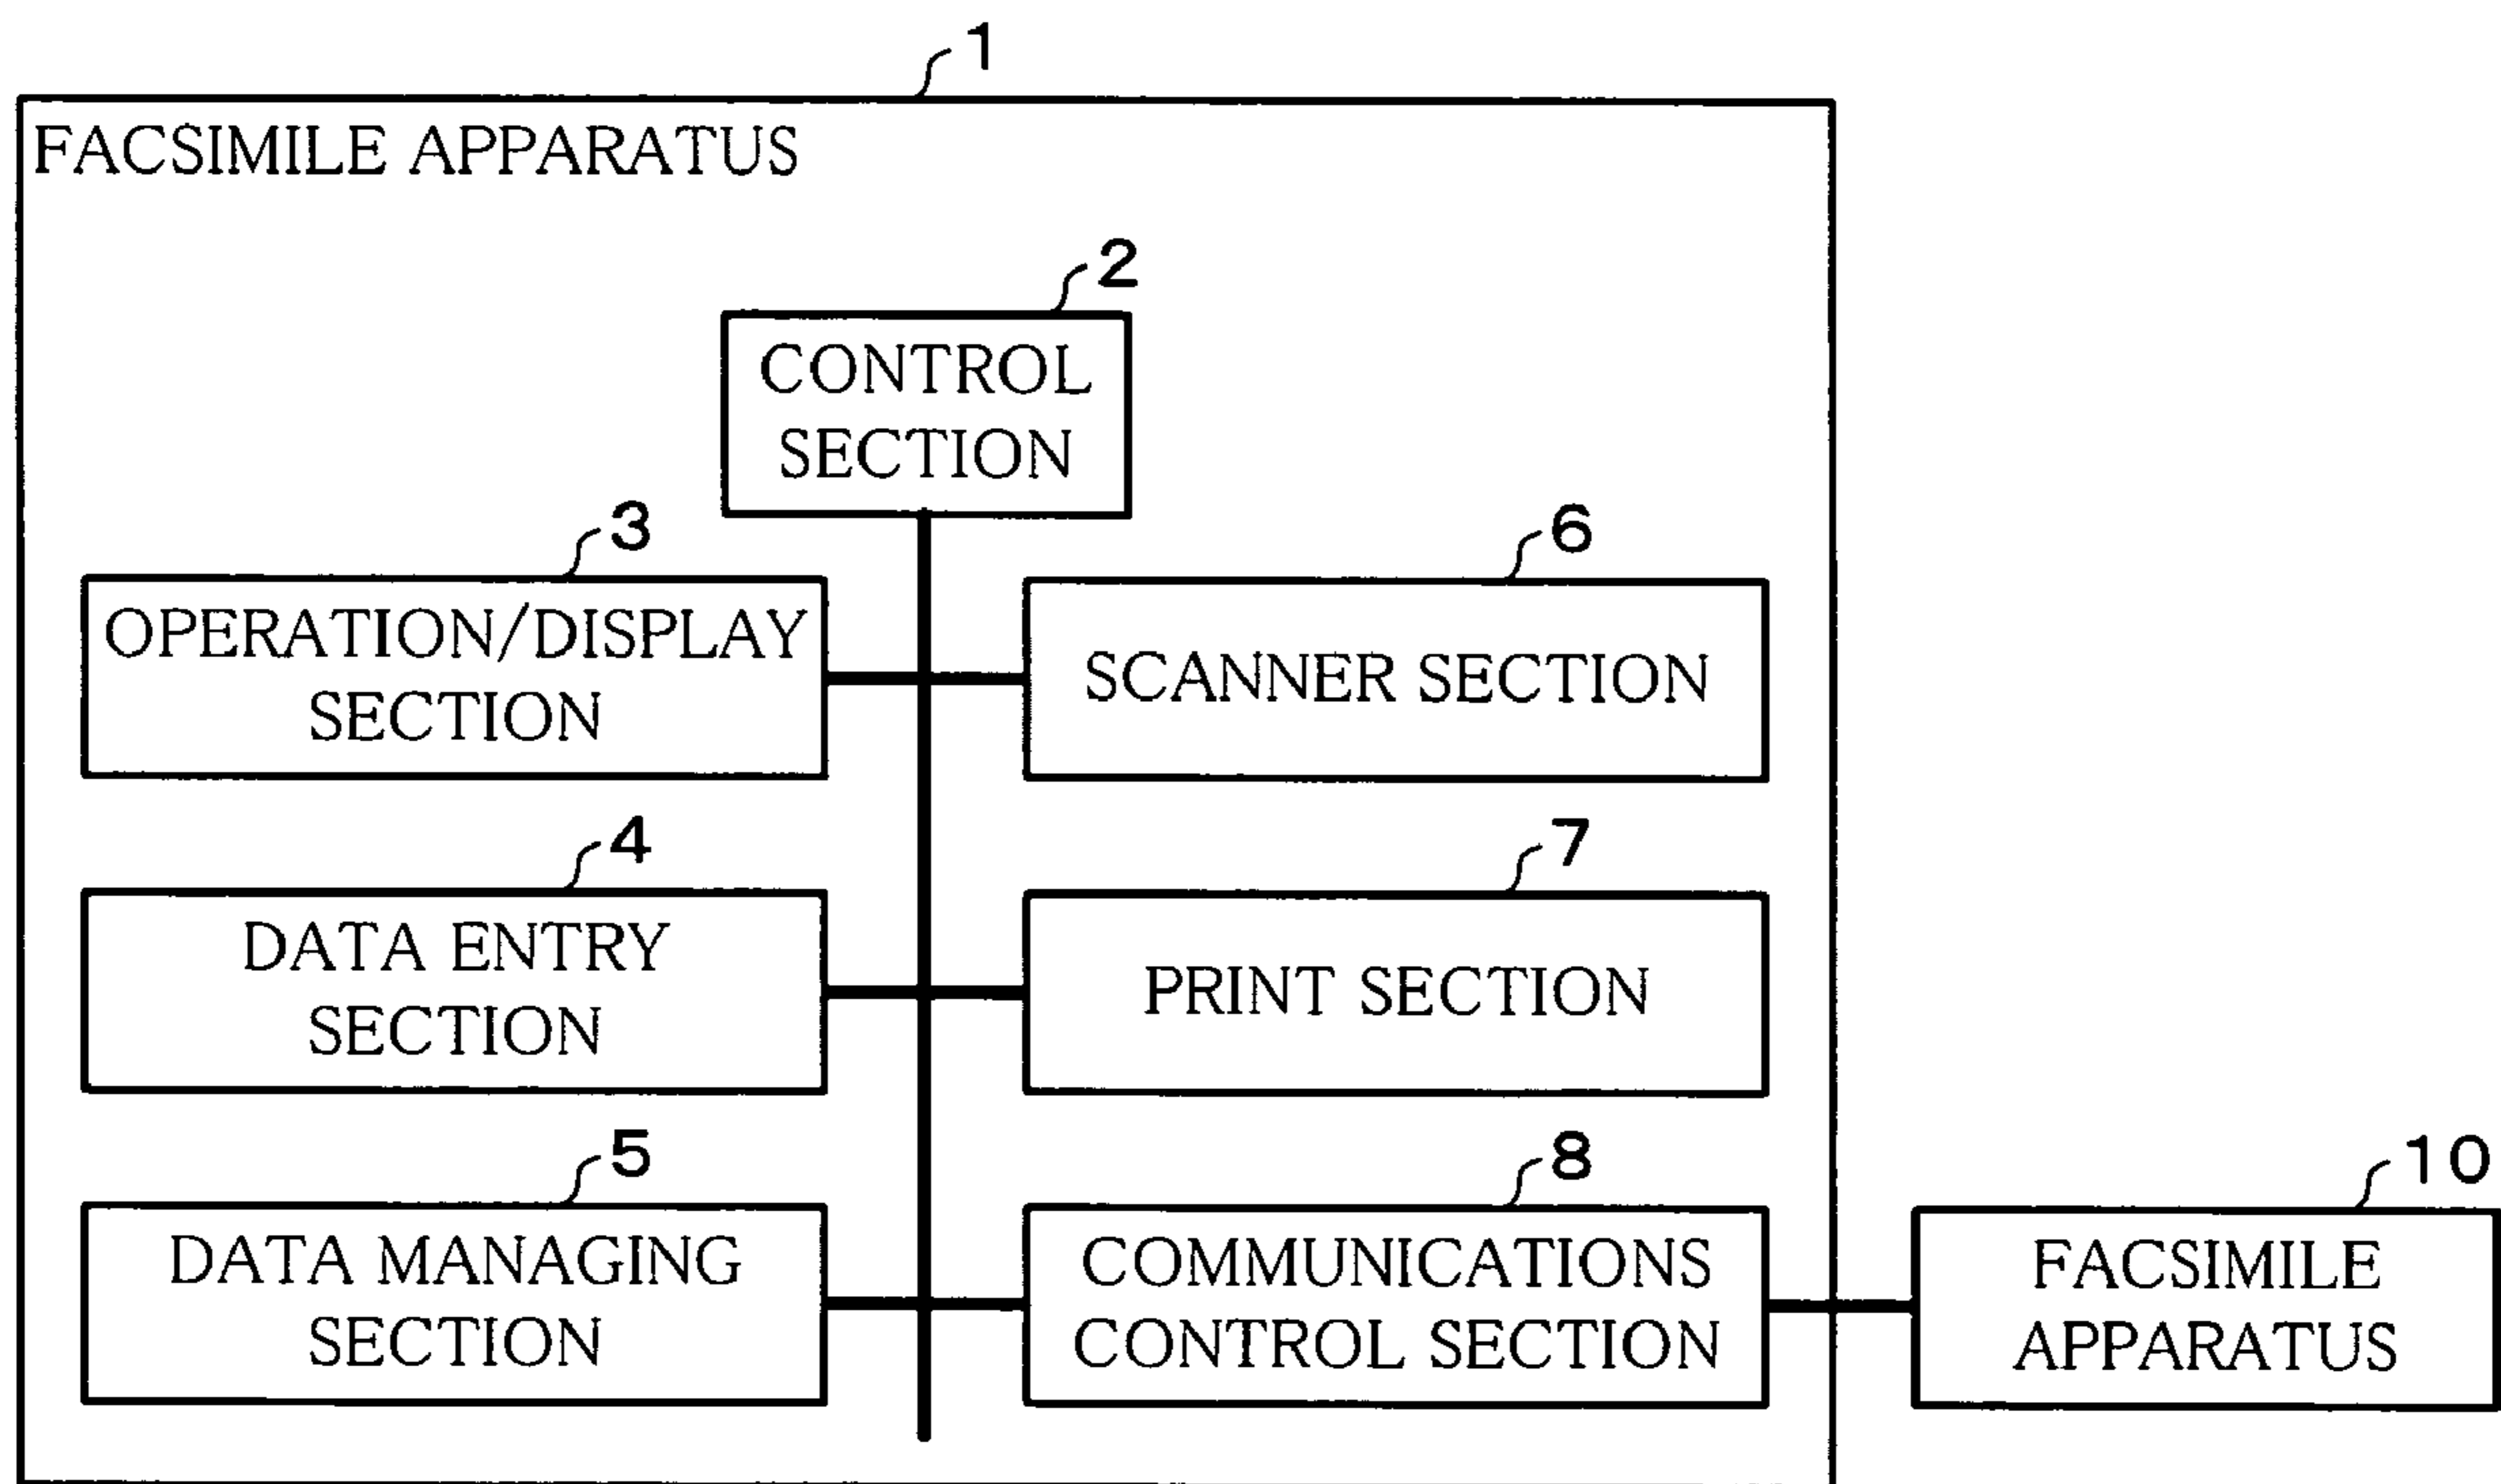 1
FACSIMILE APPARATUS
2
CONTROL
SECTION
3
OPERATION/DISPLAY
SECTION
6
SCANNER SECTION
4
DATA ENTRY
SECTION
7
PRINT SECTION
5
DATA MANAGING
SECTION
8
COMMUNICATIONS
CONTROL SECTION
10
FACSIMILE
APPARATUS